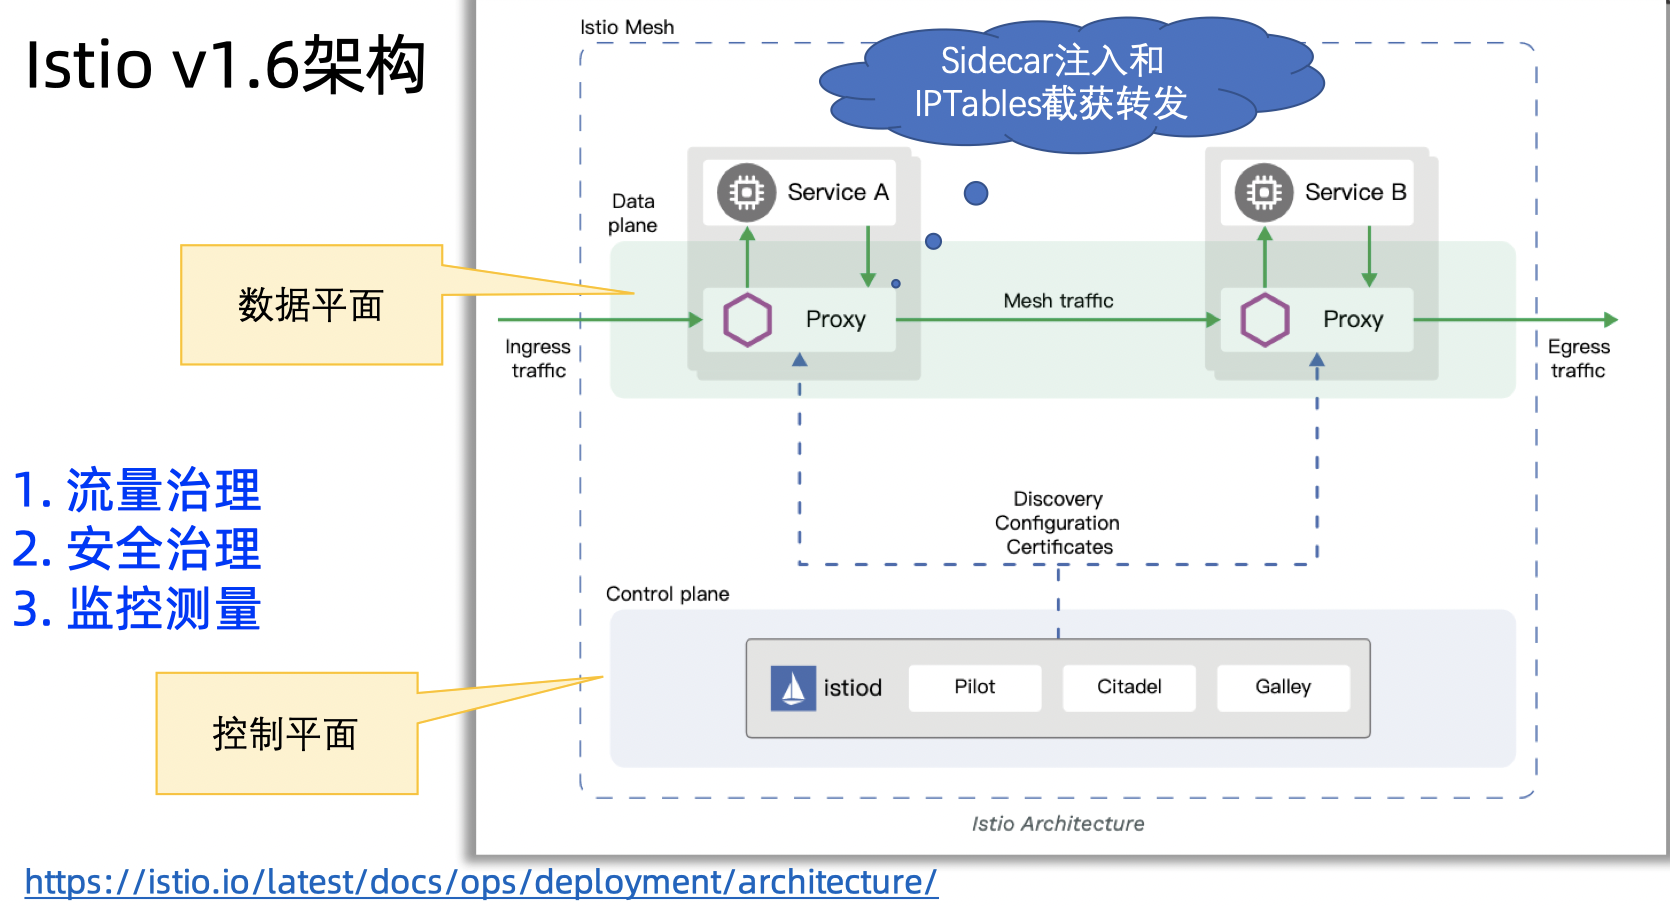 Istio v1.6架构
Istio Mesh
Sidecar注入和
IPTables截获转发
Data
plane
Service A
Service B
数据平面
Proxy
Mesh traffic
Proxy
Ingress
traffic
Egress
traffic
1. 流量治理
2. 安全治理
3. 监控测量
Discovery
Configuration
Certificates
Control plane
控制平面
istiod
Pilot
Citadel
Galley
Istio Architecture
https://istio.io/latest/docs/ops/deployment/architecture/